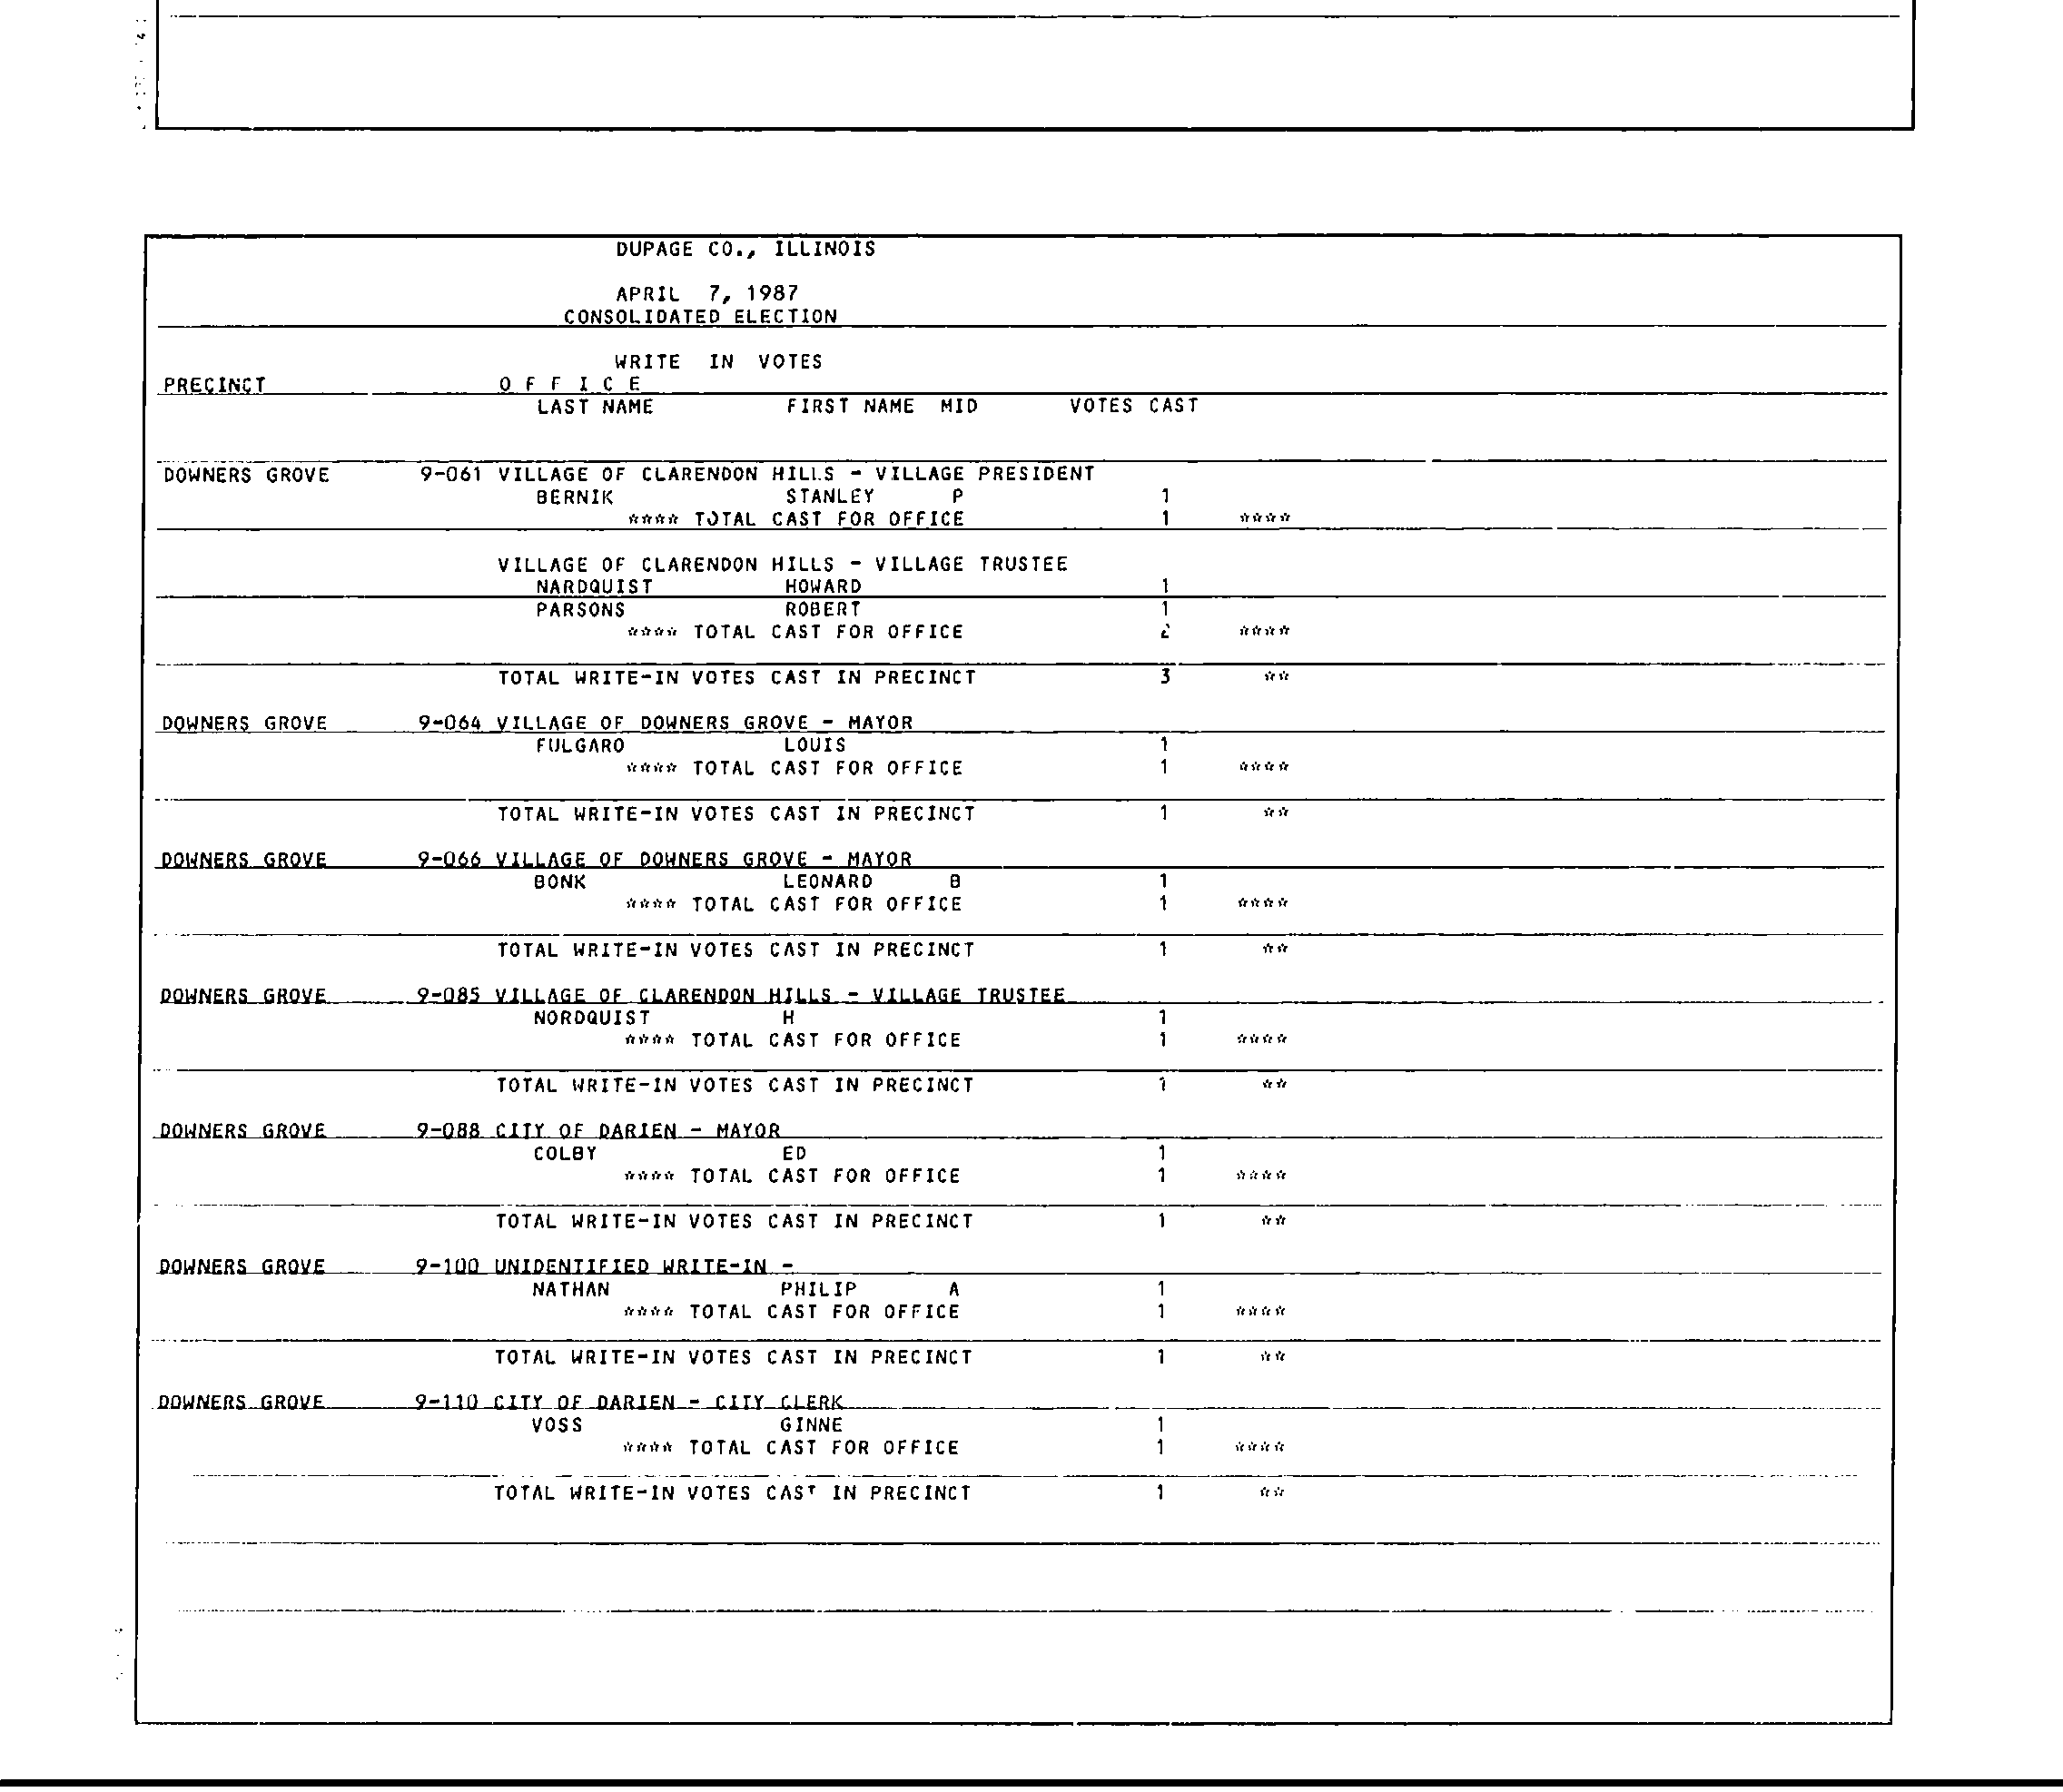 DUPAGE CO., ILLINOIS
APRIL 7, 1987
CONSOLIDATED ELECTION
WRITE IN VOTES
PRECINCT O F F I C E
LAST NAME FIRST NAME MID VOTES CAST
DOWNERS GROVE 9-061 VILLAGE OF CLARENDON HILLS - VILLAGE PRESIDENT
BERNIK STANLEY P 1
**** TOTAL CAST FOR OFFICE 1 ****
VILLAGE OF CLARENDON HILLS - VILLAGE TRUSTEE
NARDQUIST HOWARD 1
PARSONS ROBERT 1
**** TOTAL CAST FOR OFFICE 2 ****
TOTAL WRITE-IN VOTES CAST IN PRECINCT 3 **
DOWNERS GROVE 9-064 VILLAGE OF DOWNERS GROVE - MAYOR
FULGARO LOUIS 1
**** TOTAL CAST FOR OFFICE 1 ****
TOTAL WRITE-IN VOTES CAST IN PRECINCT 1 **
DOWNERS GROVE 9-066 VILLAGE OF DOWNERS GROVE - MAYOR
BONK LEONARD B 1
**** TOTAL CAST FOR OFFICE 1 ****
TOTAL WRITE-IN VOTES CAST IN PRECINCT 1 **
DOWNERS GROVE 9-085 VILLAGE OF CLARENDON HILLS - VILLAGE TRUSTEE
NORDQUIST H 1
**** TOTAL CAST FOR OFFICE 1 ****
TOTAL WRITE-IN VOTES CAST IN PRECINCT 1 **
DOWNERS GROVE 9-088 CITY OF DARIEN - MAYOR
COLBY ED 1
**** TOTAL CAST FOR OFFICE 1 ****
TOTAL WRITE-IN VOTES CAST IN PRECINCT 1 **
DOWNERS GROVE 9-100 UNIDENTIFIED WRITE-IN -
NATHAN PHILIP A 1
**** TOTAL CAST FOR OFFICE 1 ****
TOTAL WRITE-IN VOTES CAST IN PRECINCT 1 **
DOWNERS GROVE 9-110 CITY OF DARIEN - CITY CLERK
VOSS GINNE 1
**** TOTAL CAST FOR OFFICE 1 ****
TOTAL WRITE-IN VOTES CAST IN PRECINCT 1 **